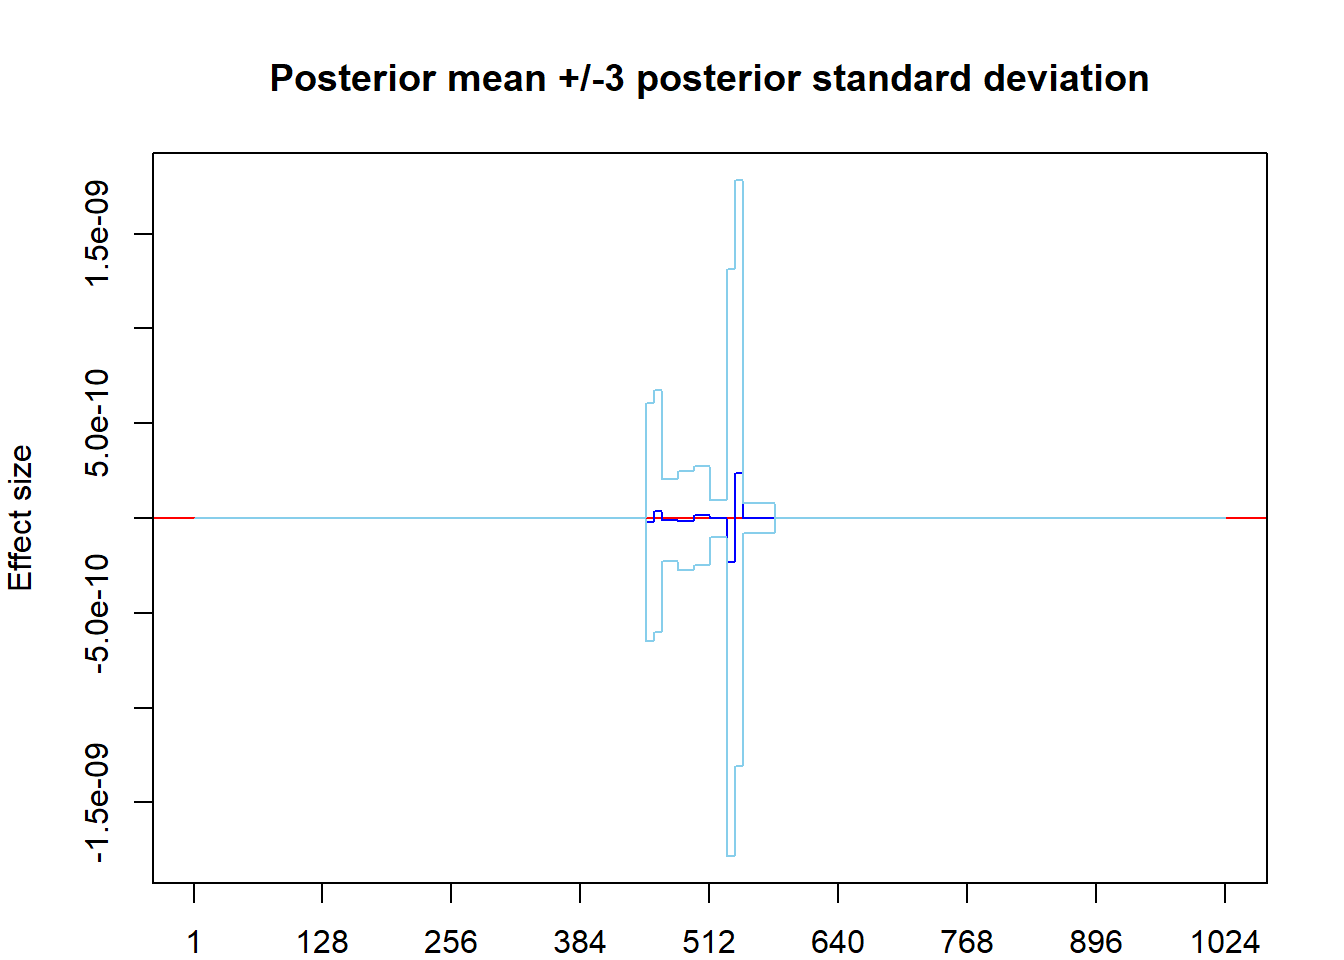 Posterior mean +/-3 posterior standard deviation
Effect size
1.5e-09
5.0e-10
-5.0e-10
-1.5e-09
1 128 256 384 512 640 768 896 1024